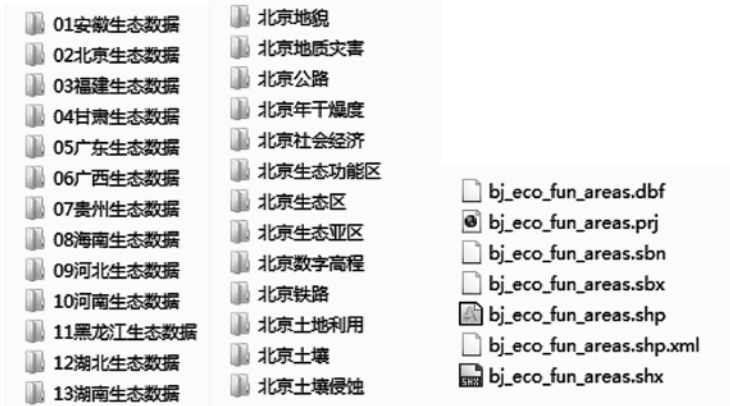 01安徽生态数据
02北京生态数据
03福建生态数据
04甘肃生态数据
05广东生态数据
06广西生态数据
07贵州生态数据
08海南生态数据
09河北生态数据
10河南生态数据
11黑龙江生态数据
12湖北生态数据
13湖南生态数据
北京地貌
北京地质灾害
北京公路
北京年干燥度
北京社会经济
北京生态功能区
北京生态区
北京生态亚区
北京数字高程
北京铁路
北京土地利用
北京土壤
北京土壤侵蚀
bj_eco_fun_areas.dbf
bj_eco_fun_areas.prj
bj_eco_fun_areas.sbn
bj_eco_fun_areas.sbx
bj_eco_fun_areas.shp
bj_eco_fun_areas.shp.xml
SHX bj_eco_fun_areas.shx